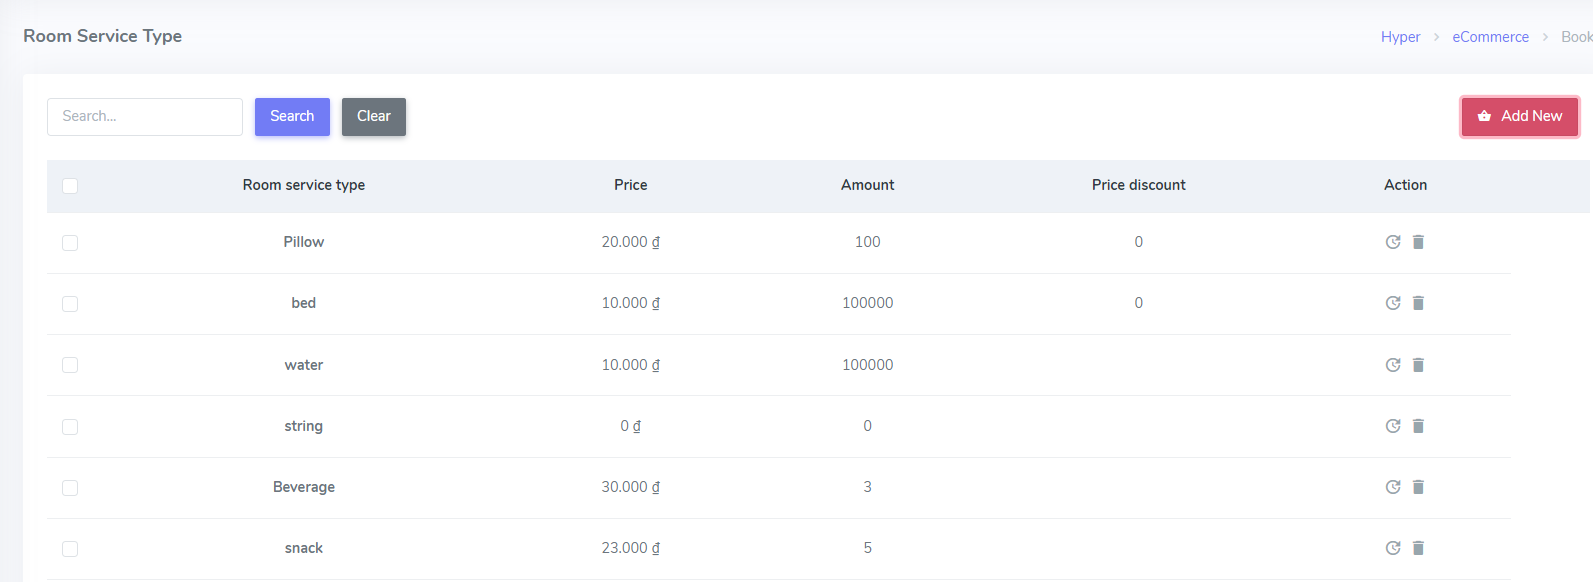 Room Service Type
Hyper > eCommerce > Book
Search... Search Clear Add New
Room service type Price Amount Price discount Action
Pillow 20.000 ₫ 100 0
bed 10.000 ₫ 100000 0
water 10.000 ₫ 100000
string 0 ₫ 0
Beverage 30.000 ₫ 3
snack 23.000 ₫ 5